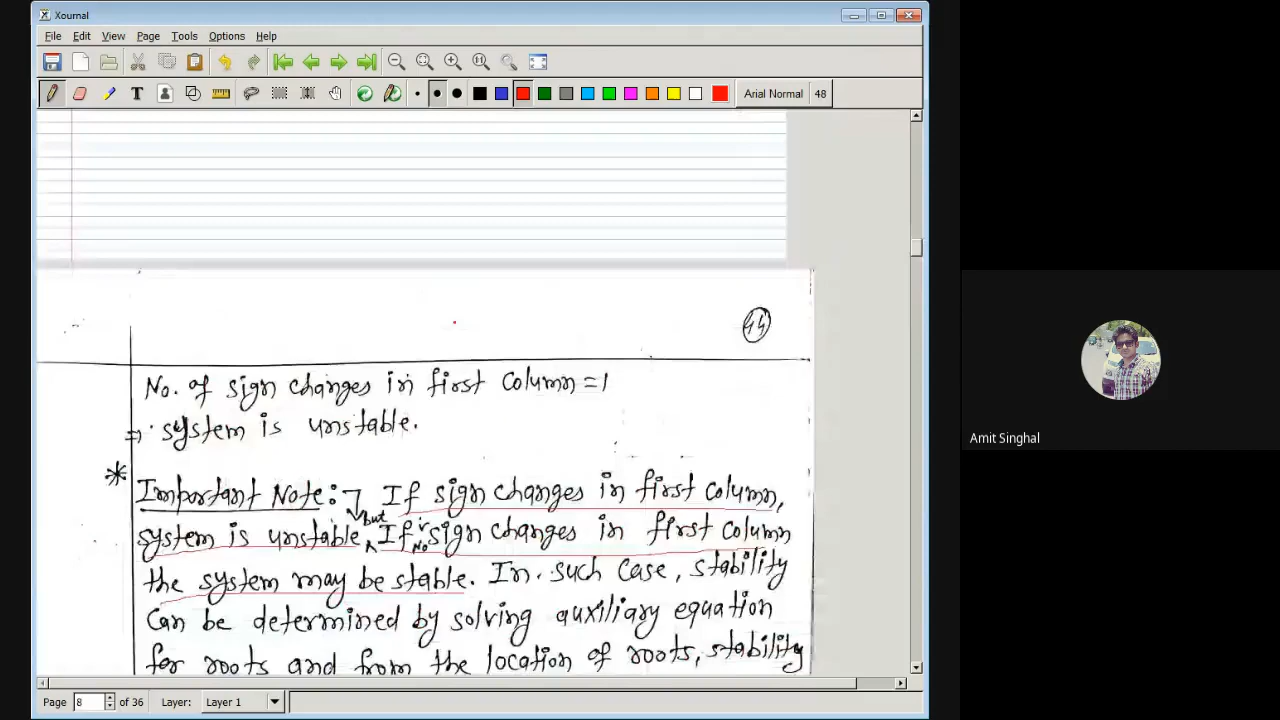 Xournal
File Edit View Page Tools Options Help
Arial Normal 48
44
No. of sign changes in first column = 1
⇒ system is unstable.
* Important Note: ⇁ If sign changes in first column,
system is unstable but If No sign changes in first column
the system may be stable. In such case, stability
can be determined by solving auxiliary equation
for roots and from the location of roots, stability
Page 8 of 36 Layer: Layer 1
Amit Singhal